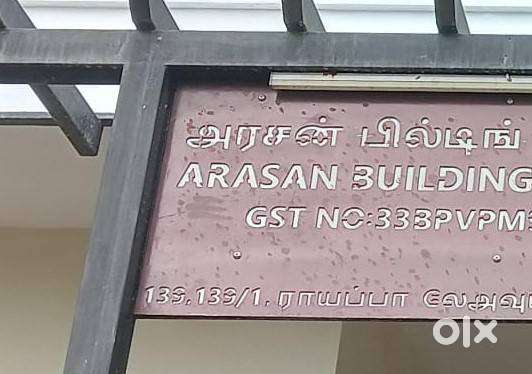 அரசன் பில்டிங்
ARASAN BUILDING
GST NO:33BPVPM
139,139/1, ராயப்பா லேஅவு
olx